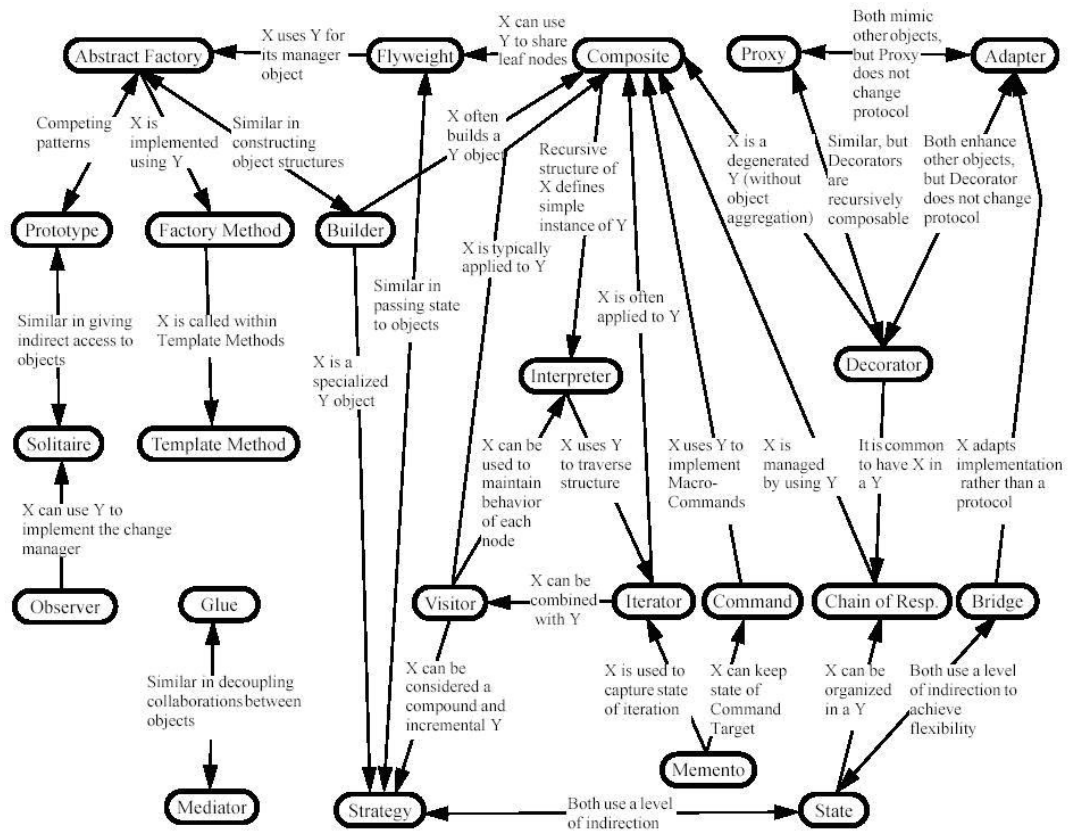 Abstract Factory
X uses Y for
its manager
object
Flyweight
X can use
Y to share
leaf nodes
Composite
Proxy
Both mimic
other objects,
but Proxy
does not
change
protocol
Adapter
Competing
patterns
X is
implemented
using Y
Similar in
constructing
object structures
X often
builds a
Y object
Recursive
structure of
X defines
simple
instance of Y
X is a
degenerated
Y (without
object
aggregation)
Similar, but
Decorators
are
recursively
composable
Both enhance
other objects,
but Decorator
does not change
protocol
Prototype
Factory Method
Builder
X is typically
applied to Y
Similar in
passing state
to objects
X is often
applied to Y
Similar in giving
indirect access to
objects
X is called within
Template Methods
X is a
specialized
Y object
Interpreter
Decorator
Solitaire
Template Method
X can be
used to
maintain
behavior
of each
node
X uses Y
to traverse
structure
X uses Y to
implement
Macro-
Commands
X is
managed
by using Y
It is common
to have X in
a Y
X adapts
implementation
rather than a
protocol
X can use Y to
implement the change
manager
Observer
Glue
Visitor
X can be
combined
with Y
Iterator
Command
Chain of Resp.
Bridge
Similar in decoupling
collaborations between
objects
X can be
considered a
compound and
incremental Y
X is used to
capture state
of iteration
X can keep
state of
Command
Target
X can be
organized
in a Y
Both use a level
of indirection to
achieve
flexibility
Memento
Mediator
Strategy
Both use a level
of indirection
State